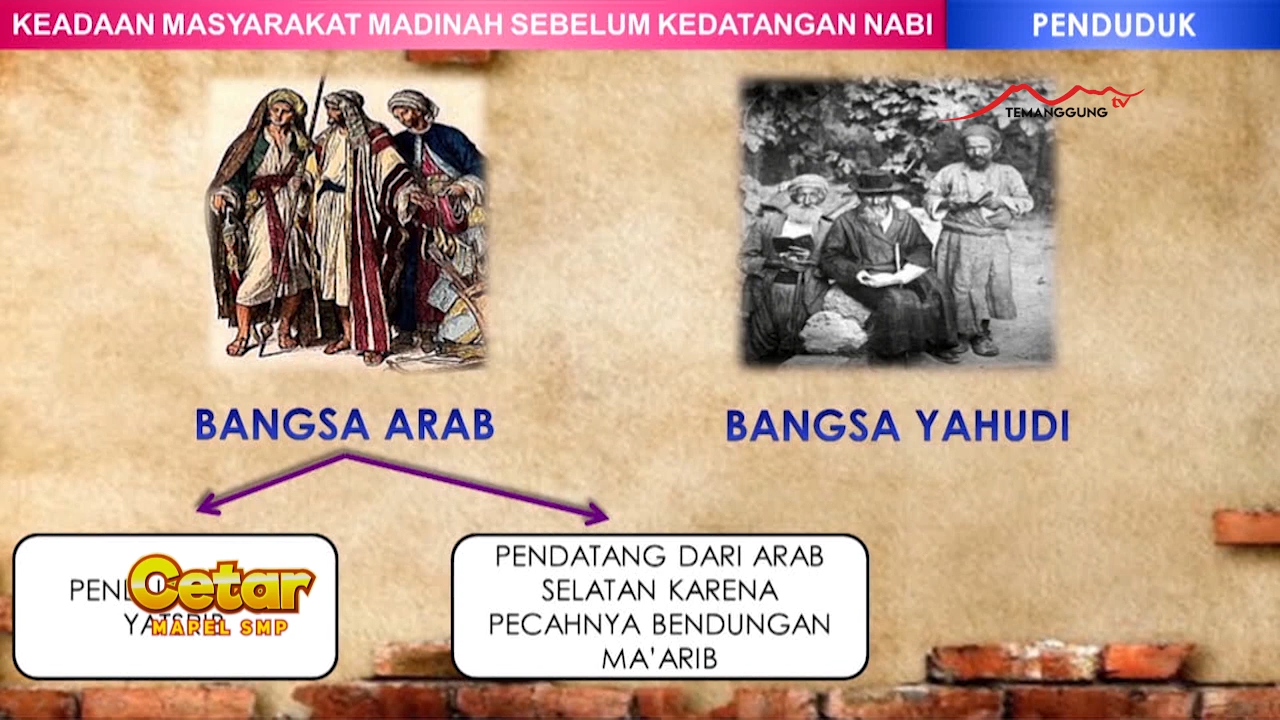 KEADAAN MASYARAKAT MADINAH SEBELUM KEDATANGAN NABI
PENDUDUK
TEMANGGUNG tv
BANGSA ARAB
BANGSA YAHUDI
Cetar
MAPEL SMP
PENDATANG DARI ARAB
SELATAN KARENA
PECAHNYA BENDUNGAN
MA'ARIB